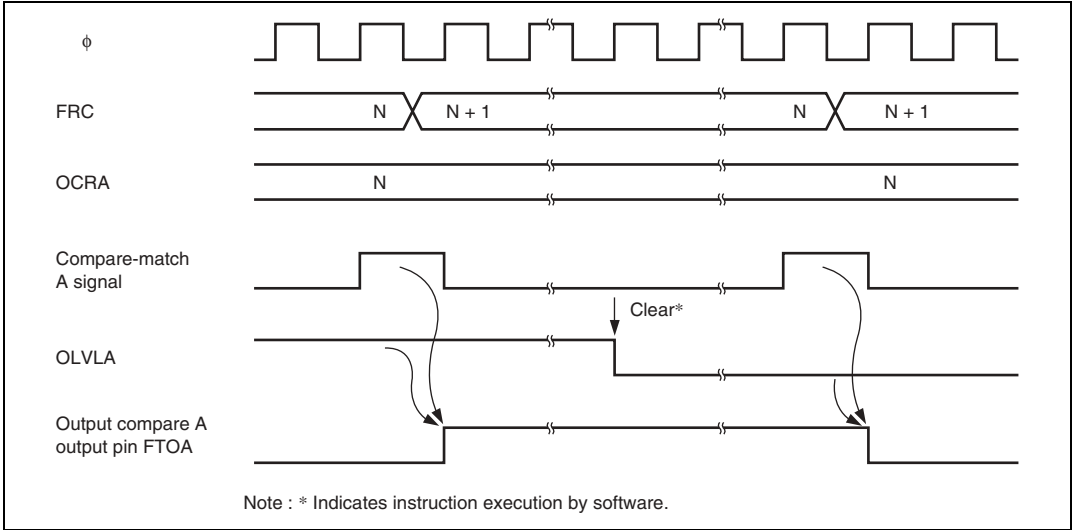 ϕ
FRC
N
N + 1
N
N + 1
OCRA
N
N
Compare-match
A signal
Clear*
OLVLA
Output compare A
output pin FTOA
Note : * Indicates instruction execution by software.